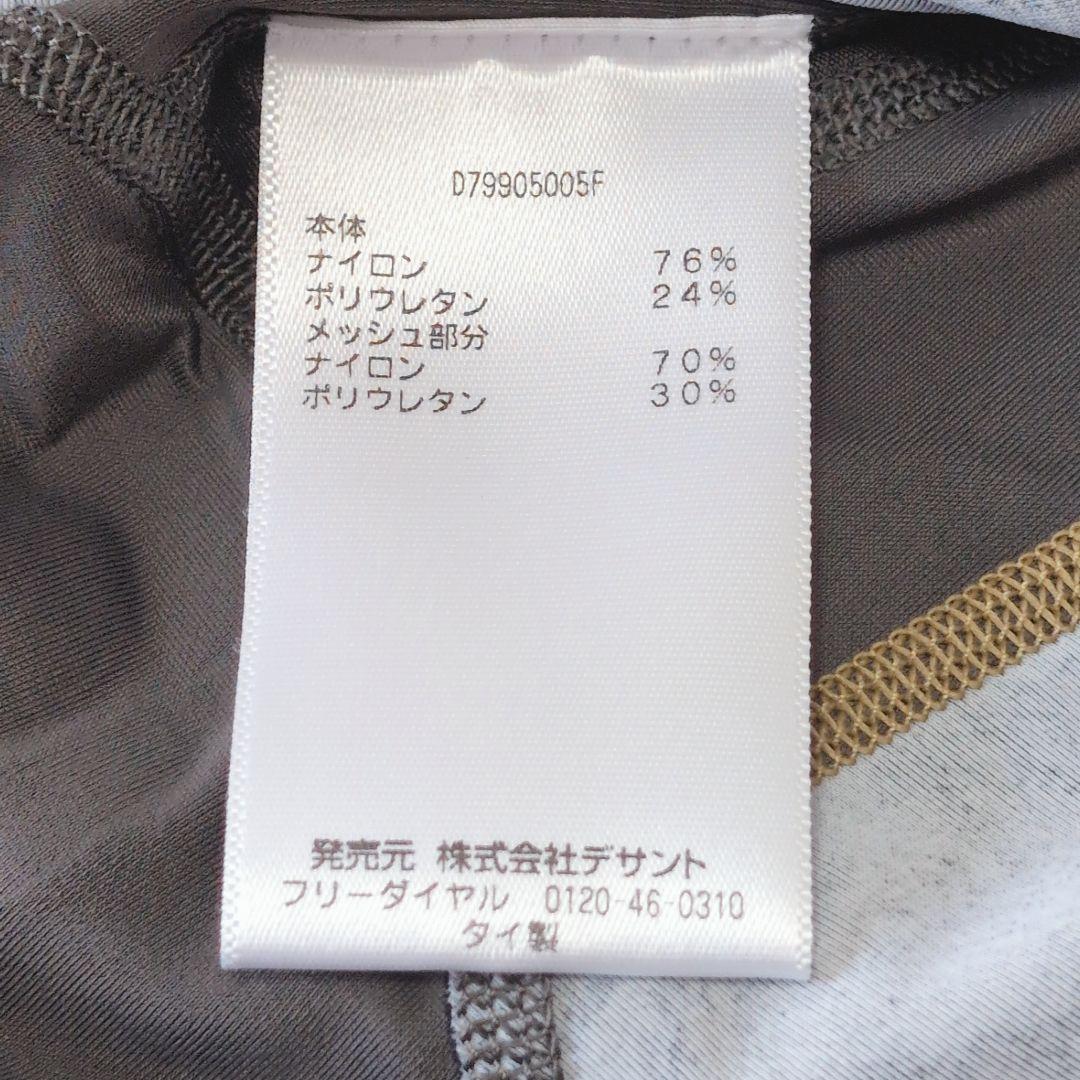 D79905005F
本体
ナイロン 76%
ポリウレタン 24%
メッシュ部分
ナイロン 70%
ポリウレタン 30%
発売元 株式会社デサント
フリーダイヤル 0120-46-0310
タイ製